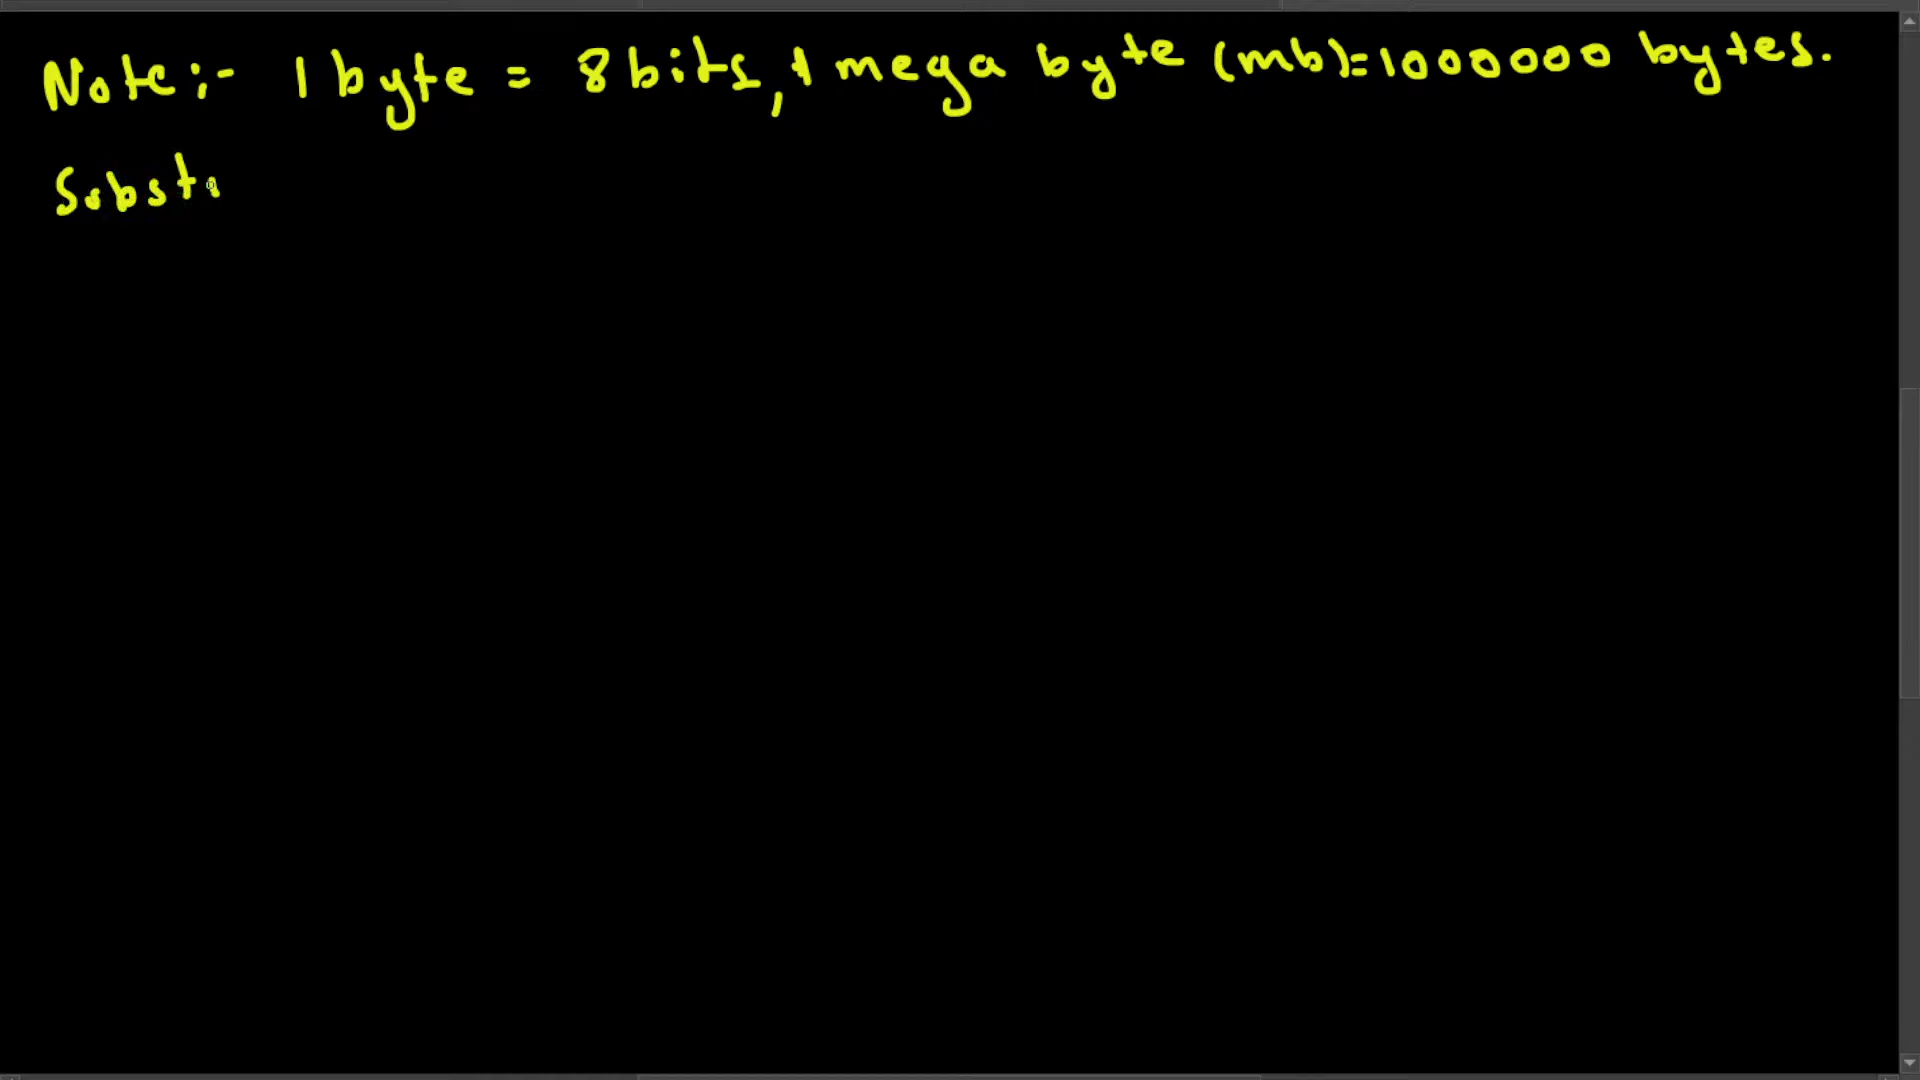 Note:- 1 byte = 8 bits, 1 mega byte (mb)=1000000 bytes.
Subst